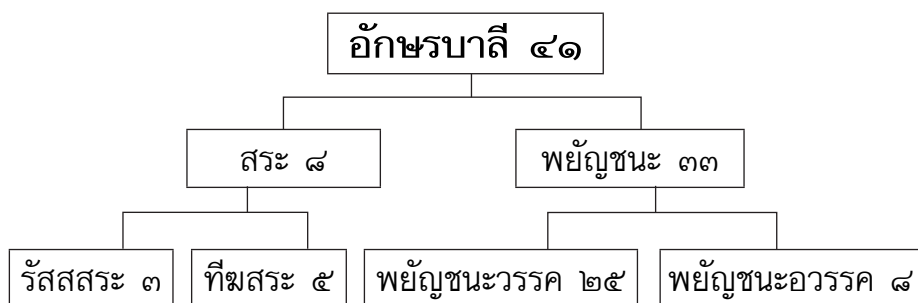 อักษรบาลี ๔๑
สระ ๘ พยัญชนะ ๓๓
รัสสสระ ๓ ทีฆสระ ๕ พยัญชนะวรรค ๒๕ พยัญชนะอวรรค ๘